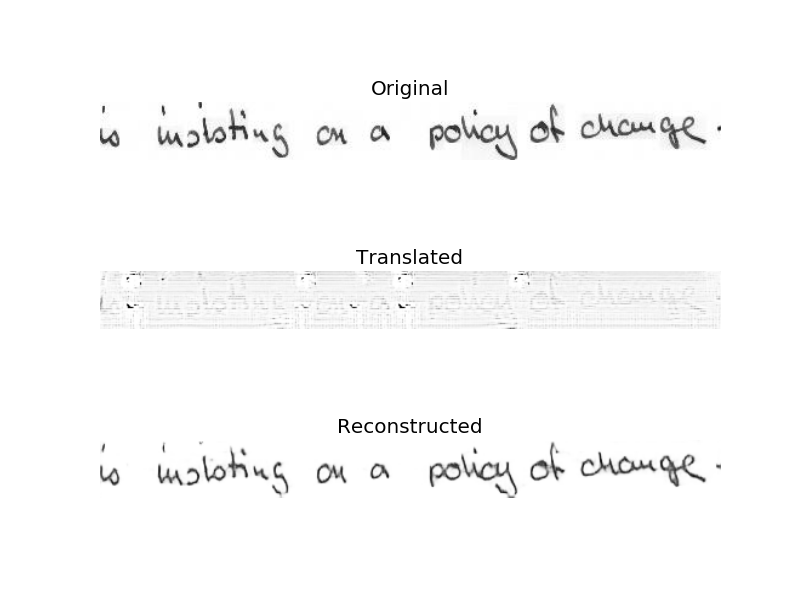 Original
is insisting on a policy of change .
Translated
is insisting on a policy of change
Reconstructed
is insisting on a policy of change .